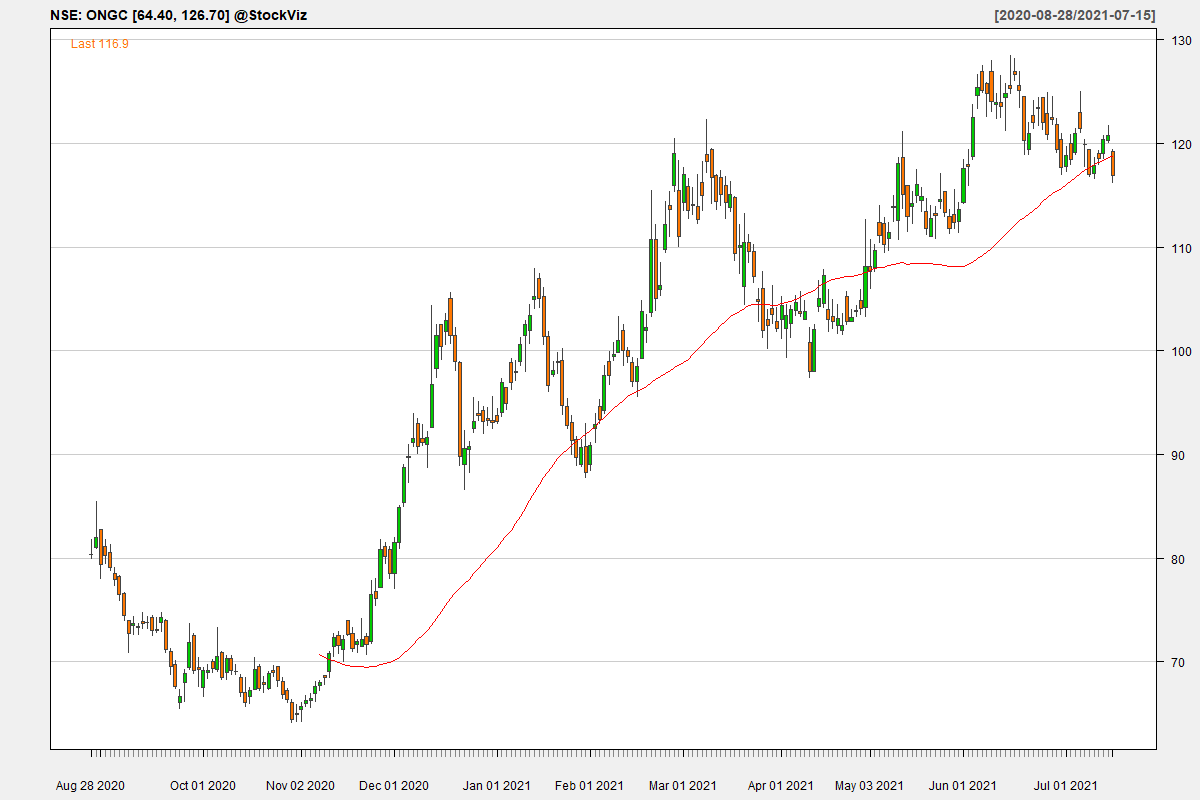 NSE: ONGC [64.40, 126.70] @StockViz
[2020-08-28/2021-07-15]
Last 116.9
130
120
110
100
90
80
70
Aug 28 2020
Oct 01 2020
Nov 02 2020
Dec 01 2020
Jan 01 2021
Feb 01 2021
Mar 01 2021
Apr 01 2021
May 03 2021
Jun 01 2021
Jul 01 2021